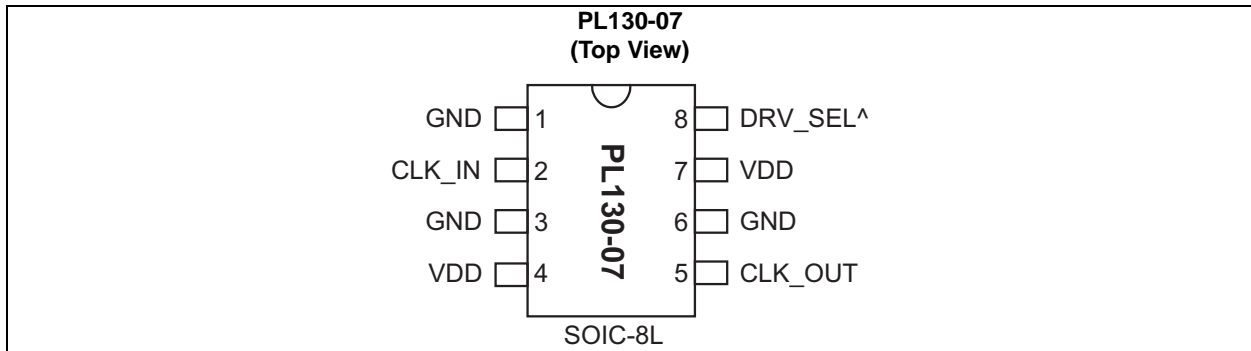 PL130-07
(Top View)
GND 1 8 DRV_SEL^
CLK_IN 2 7 VDD
GND 3 6 GND
VDD 4 5 CLK_OUT
PL130-07
SOIC-8L